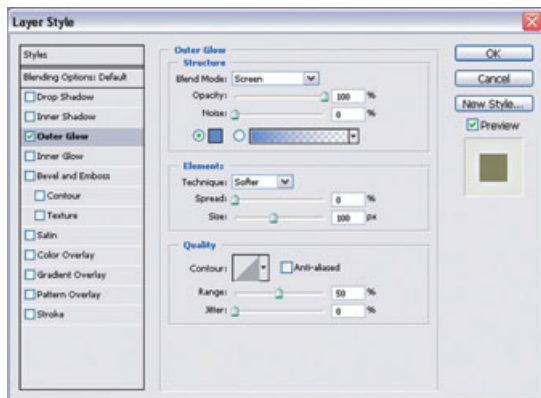 Layer Style
Styles
Blending Options: Default
Drop Shadow
Inner Shadow
Outer Glow
Inner Glow
Bevel and Emboss
Contour
Texture
Satin
Color Overlay
Gradient Overlay
Pattern Overlay
Stroke
Outer Glow
Structure
Blend Mode: Screen
Opacity: 100 %
Noise: 0 %
Elements
Technique: Softer
Spread: 0 %
Size: 100 px
Quality
Contour: Anti-aliased
Range: 50 %
Jitter: 0 %
OK
Cancel
New Style...
Preview